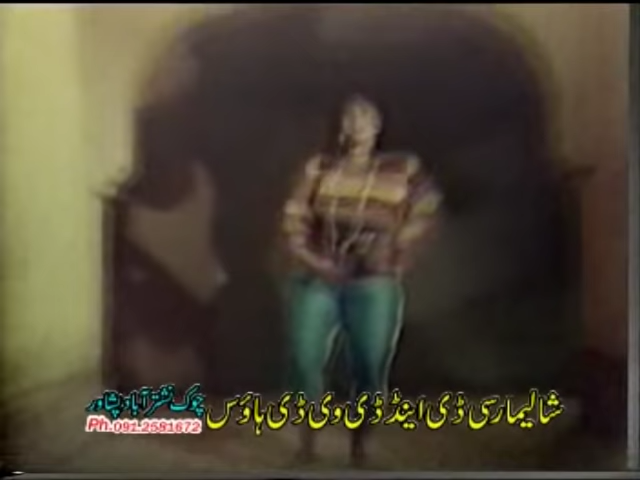 شالیمار سی ڈی اینڈ ڈی وی ڈی ہاؤس
چوک نشتر آباد پشاور
Ph.091.2581672